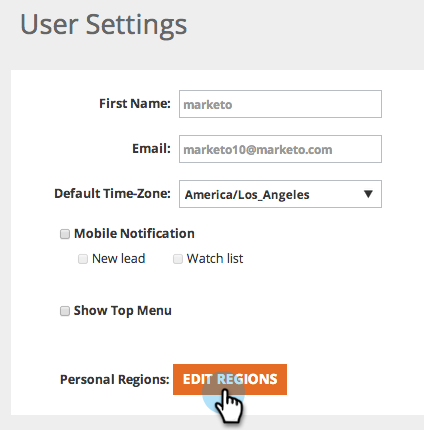 User Settings
First Name: marketo
Email: marketo10@marketo.com
Default Time-Zone: America/Los_Angeles
Mobile Notification
New lead Watch list
Show Top Menu
Personal Regions: EDIT REGIONS